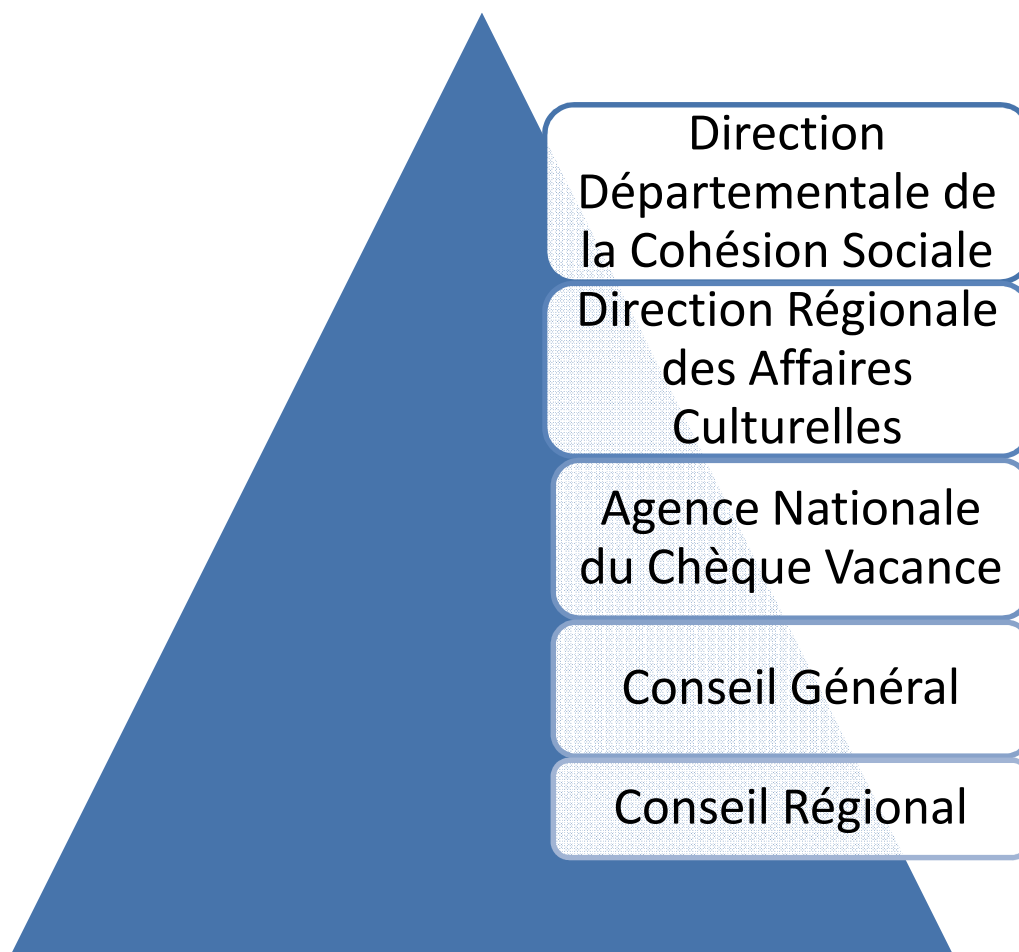 Direction
Départementale de
la Cohésion Sociale
Direction Régionale
des Affaires
Culturelles
Agence Nationale
du Chèque Vacance
Conseil Général
Conseil Régional